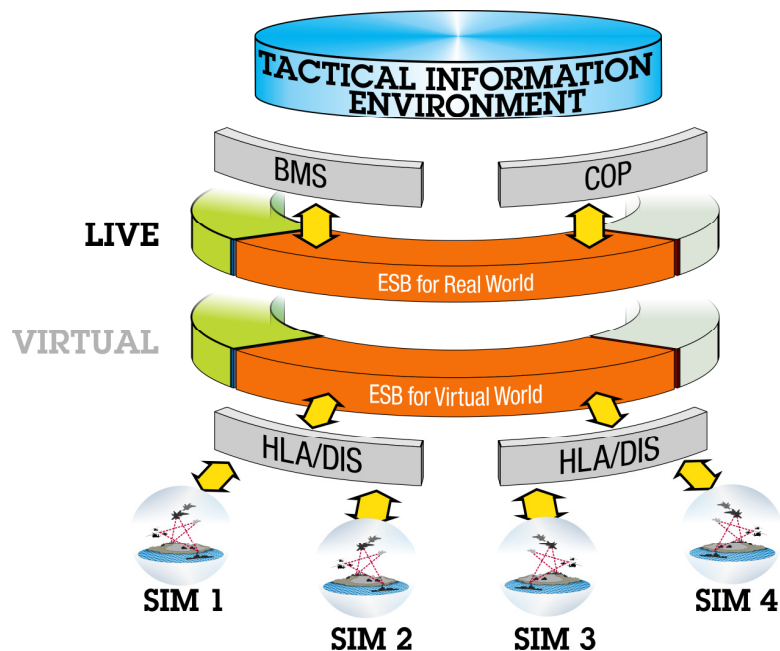 TACTICAL INFORMATION
ENVIRONMENT
BMS
COP
LIVE
ESB for Real World
VIRTUAL
ESB for Virtual World
HLA/DIS
HLA/DIS
SIM 1
SIM 2
SIM 3
SIM 4